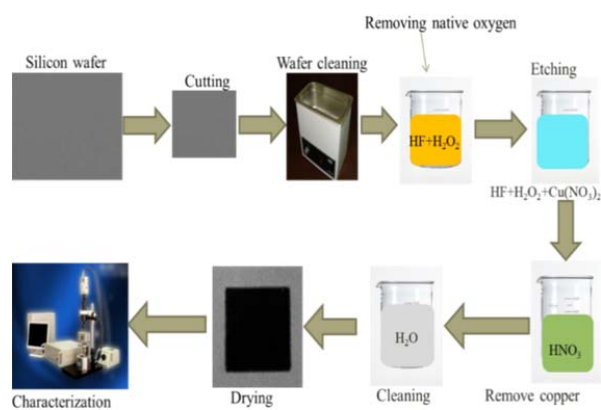 Removing native oxygen
Silicon wafer
Cutting
Wafer cleaning
Etching
HF+H₂O₂
HF+H₂O₂+Cu(NO₃)₂
H₂O
HNO₃
Characterization
Drying
Cleaning
Remove copper